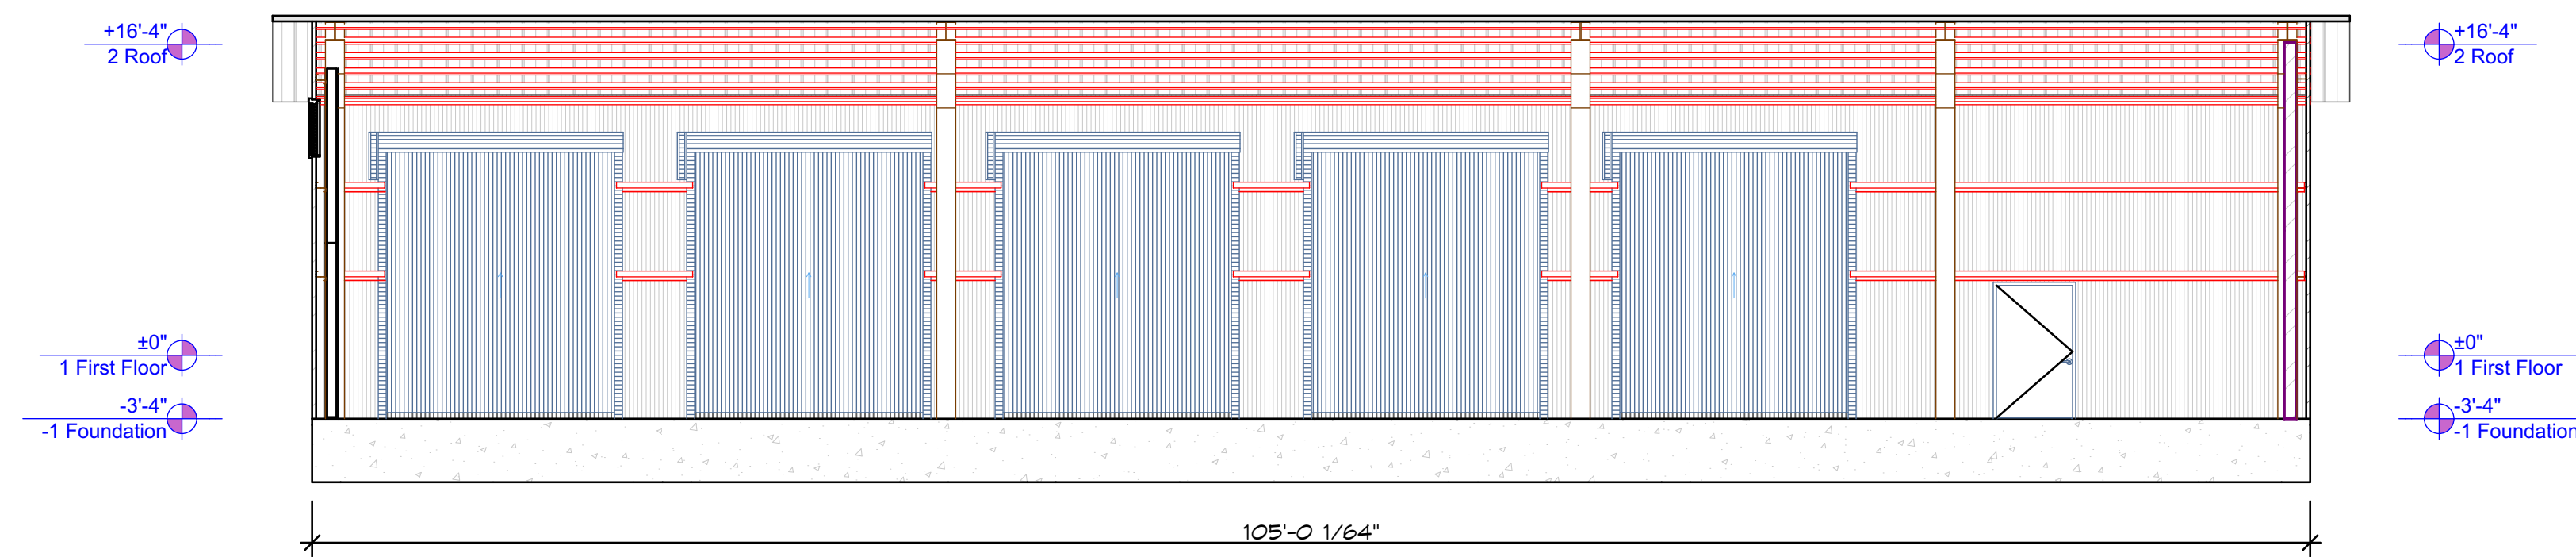 +16'-4"
2 Roof
±0"
1 First Floor
-3'-4"
-1 Foundation
+16'-4"
2 Roof
±0"
1 First Floor
-3'-4"
-1 Foundation
105'-0 1/64"